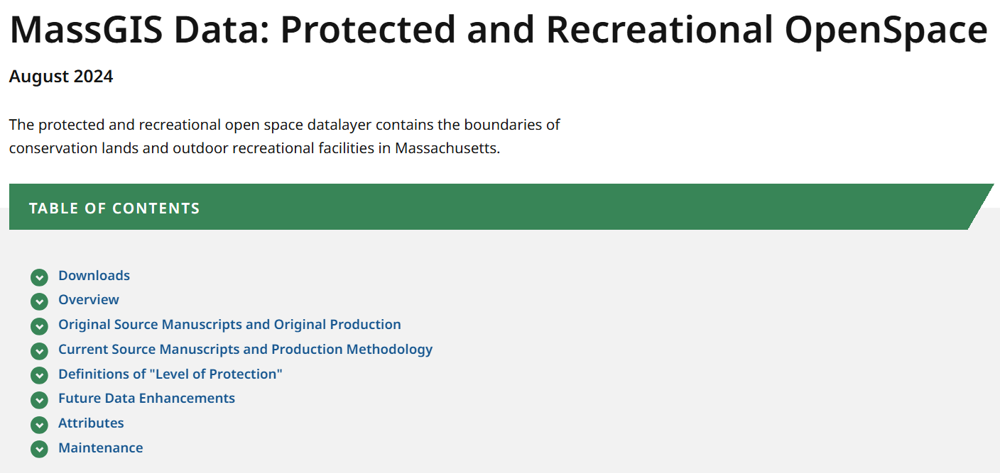 MassGIS Data: Protected and Recreational OpenSpace
August 2024
The protected and recreational open space datalayer contains the boundaries of
conservation lands and outdoor recreational facilities in Massachusetts.
TABLE OF CONTENTS
Downloads
Overview
Original Source Manuscripts and Original Production
Current Source Manuscripts and Production Methodology
Definitions of "Level of Protection"
Future Data Enhancements
Attributes
Maintenance